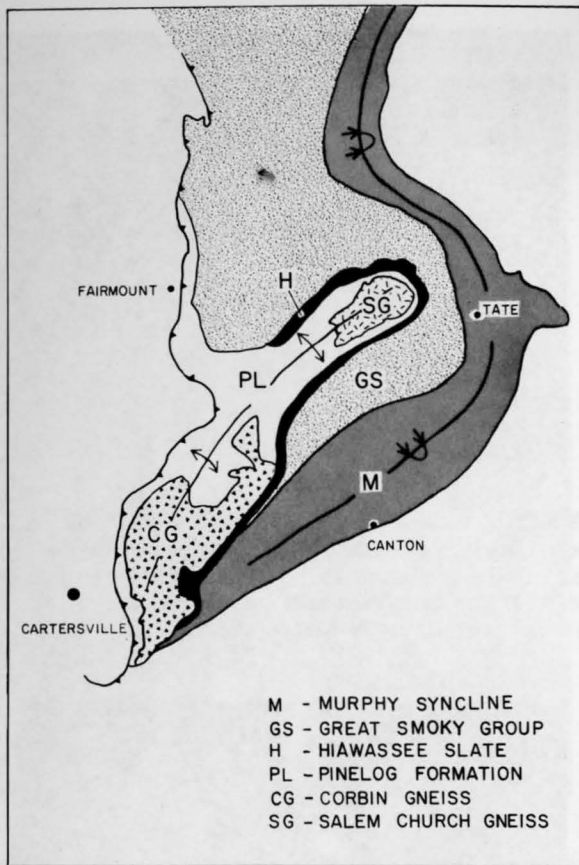 H
FAIRMOUNT
SG
TATE
PL
GS
M
CG
CANTON
CARTERSVILLE
M - MURPHY SYNCLINE
GS - GREAT SMOKY GROUP
H - HIAWASSEE SLATE
PL - PINELOG FORMATION
CG - CORBIN GNEISS
SG - SALEM CHURCH GNEISS